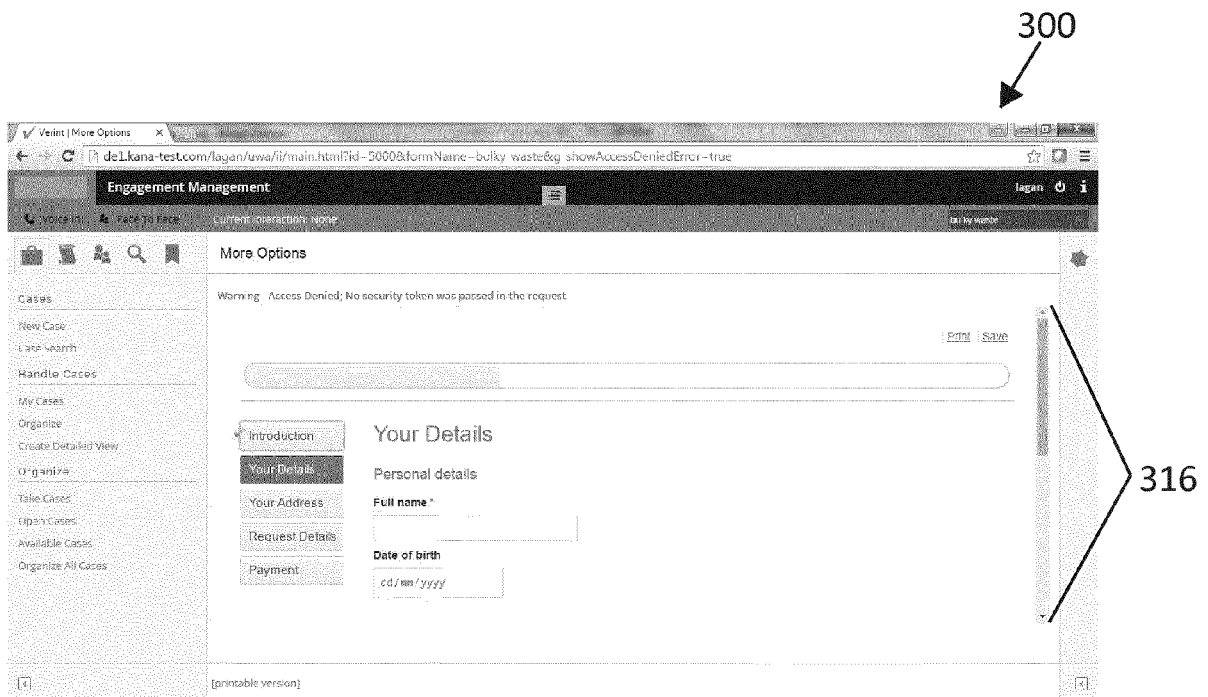 300
Verint | More Options
de1.kana-test.com/lagan/uwa/ii/main.html?id=5000&formName=bulky_waste&g_showAccessDeniedError=true
Engagement Management
lagan
Voice In
Face To Face
Current Interaction: None
bulky waste
More Options
Cases
New Case
Case Search
Handle Cases
My Cases
Organize
Create Detailed View
Organize
Take Cases
Open Cases
Available Cases
Organize All Cases
Warning Access Denied; No security token was passed in the request
Print Save
Introduction
Your Details
Your Address
Request Details
Payment
Your Details
Personal details
Full name *
Date of birth
dd/mm/yyyy
316
[printable version]